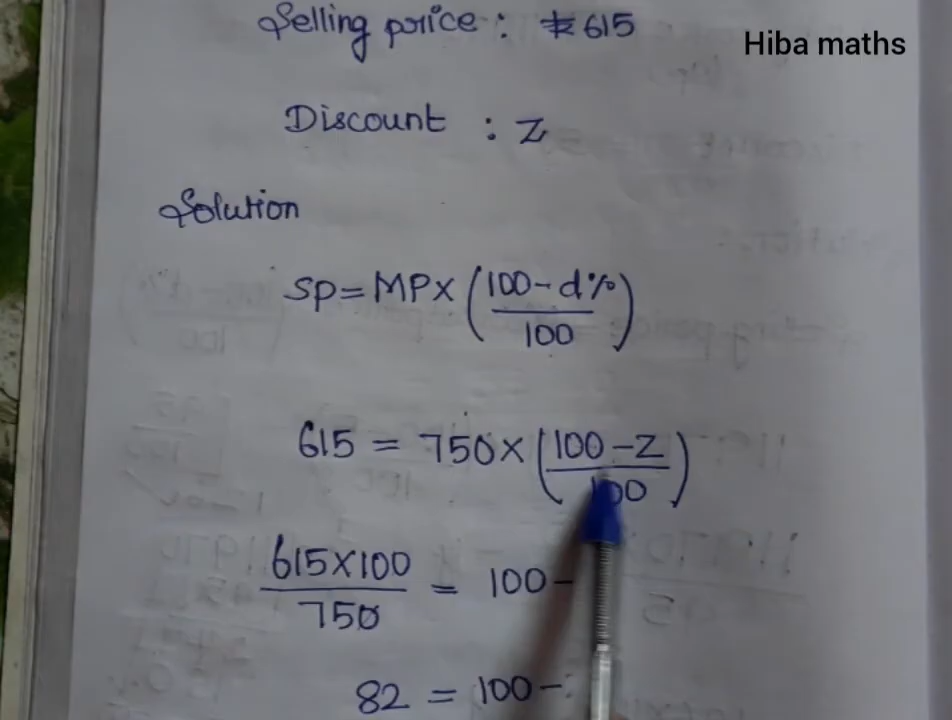 Selling price : ₹ 615
Hiba maths
Discount : Z
Solution
SP = MP × (100 - d% / 100)
615 = 750 × (100 - Z / 100)
615 × 100 / 750 = 100 -
82 = 100 -